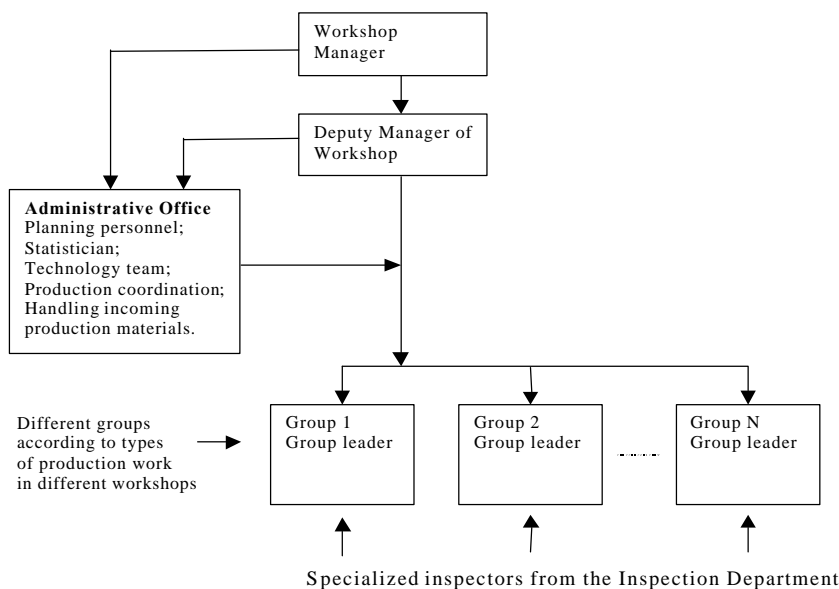 Workshop
Manager
Deputy Manager of
Workshop
Administrative Office
Planning personnel;
Statistician;
Technology team;
Production coordination;
Handling incoming
production materials.
Different groups
according to types
of production work
in different workshops
Group 1
Group leader
Group 2
Group leader
Group N
Group leader
Specialized inspectors from the Inspection Department